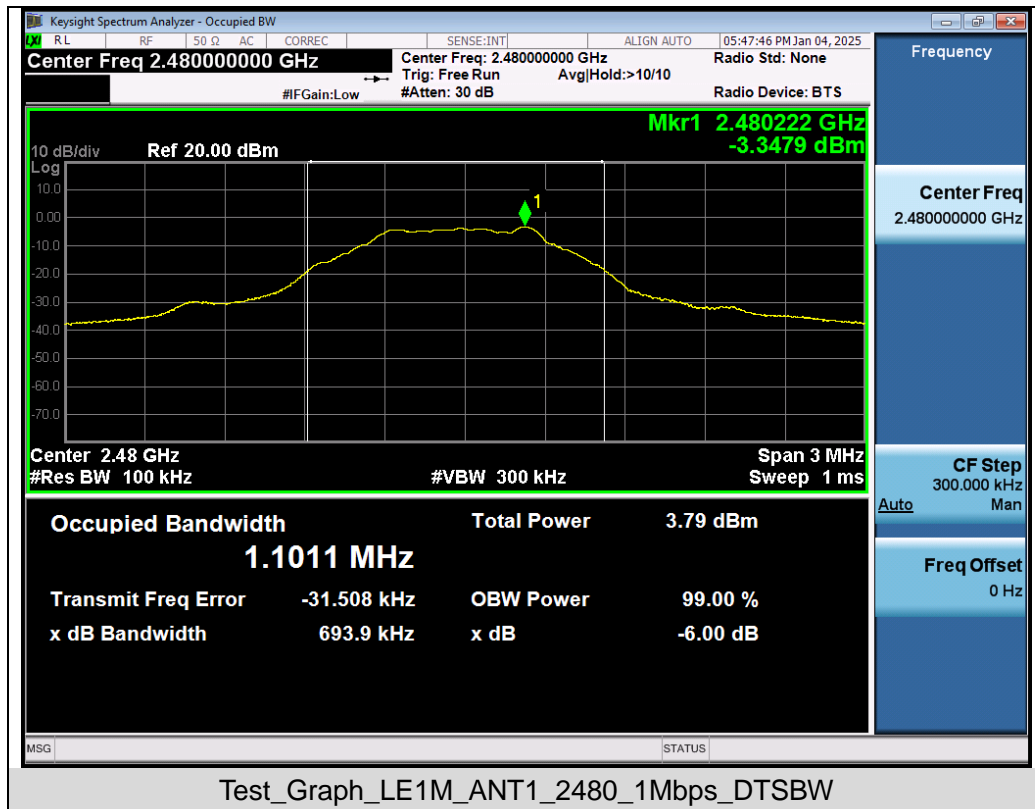 Keysight Spectrum Analyzer - Occupied BW
LXI RL RF 50 Ω AC CORREC SENSE:INT ALIGN AUTO 05:47:46 PM Jan 04, 2025
Center Freq 2.480000000 GHz
Center Freq: 2.480000000 GHz
Radio Std: None
Trig: Free Run Avg|Hold:>10/10
#IFGain:Low
#Atten: 30 dB
Radio Device: BTS
Mkr1 2.480222 GHz
-3.3479 dBm
10 dB/div Ref 20.00 dBm
Log
10.0
1
0.00
-10.0
-20.0
-30.0
-40.0
-50.0
-60.0
-70.0
Center 2.48 GHz Span 3 MHz
#Res BW 100 kHz #VBW 300 kHz Sweep 1 ms
Occupied Bandwidth Total Power 3.79 dBm
1.1011 MHz
Transmit Freq Error -31.508 kHz OBW Power 99.00 %
x dB Bandwidth 693.9 kHz x dB -6.00 dB
Frequency
Center Freq
2.480000000 GHz
CF Step
300.000 kHz
Auto Man
Freq Offset
0 Hz
MSG STATUS
Test_Graph_LE1M_ANT1_2480_1Mbps_DTSBW